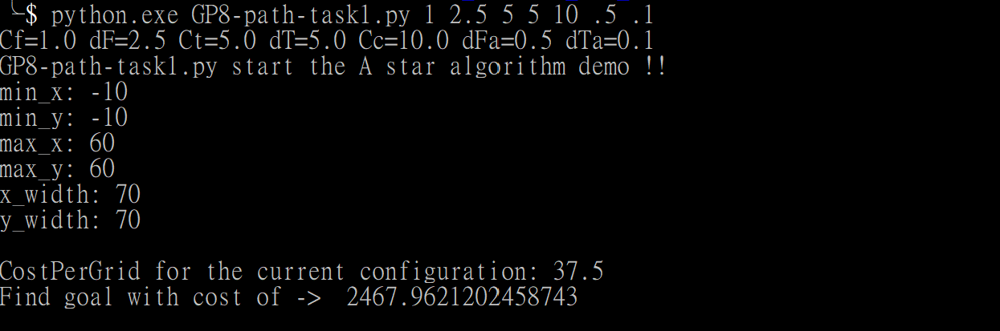 └$ python.exe GP8-path-task1.py 1 2.5 5 5 10 .5 .1
Cf=1.0 dF=2.5 Ct=5.0 dT=5.0 Cc=10.0 dFa=0.5 dTa=0.1
GP8-path-task1.py start the A star algorithm demo !!
min_x: -10
min_y: -10
max_x: 60
max_y: 60
x_width: 70
y_width: 70
CostPerGrid for the current configuration: 37.5
Find goal with cost of ->  2467.9621202458743